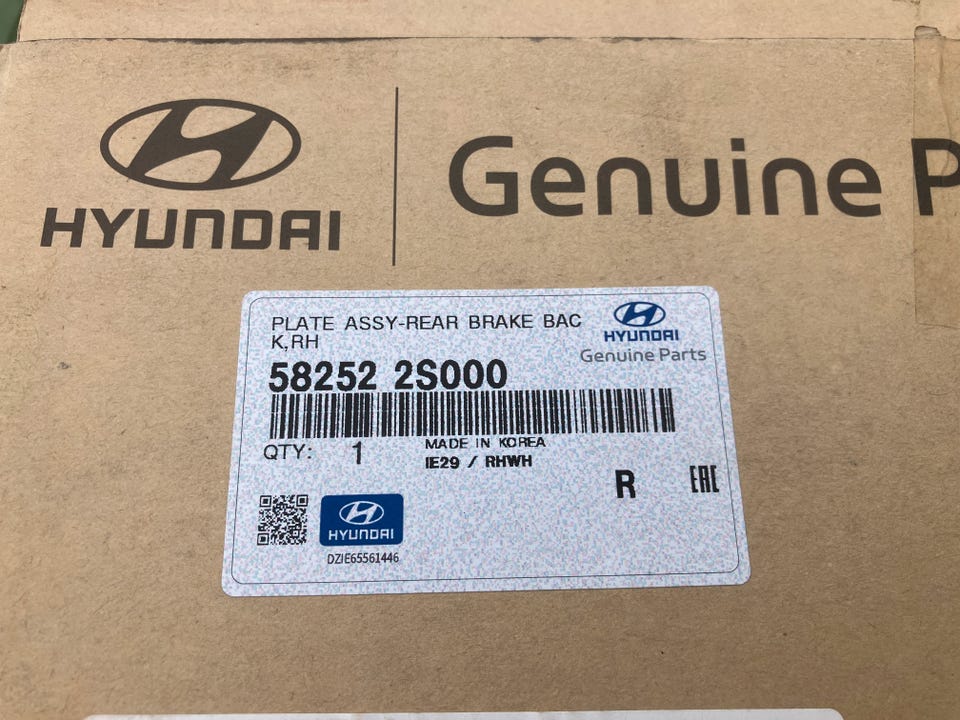 HYUNDAI
Genuine P
PLATE ASSY-REAR BRAKE BAC
K,RH
HYUNDAI
Genuine Parts
58252 2S000
QTY: 1
MADE IN KOREA
IE29 / RHWH
R
EAC
HYUNDAI
DZIE65561446